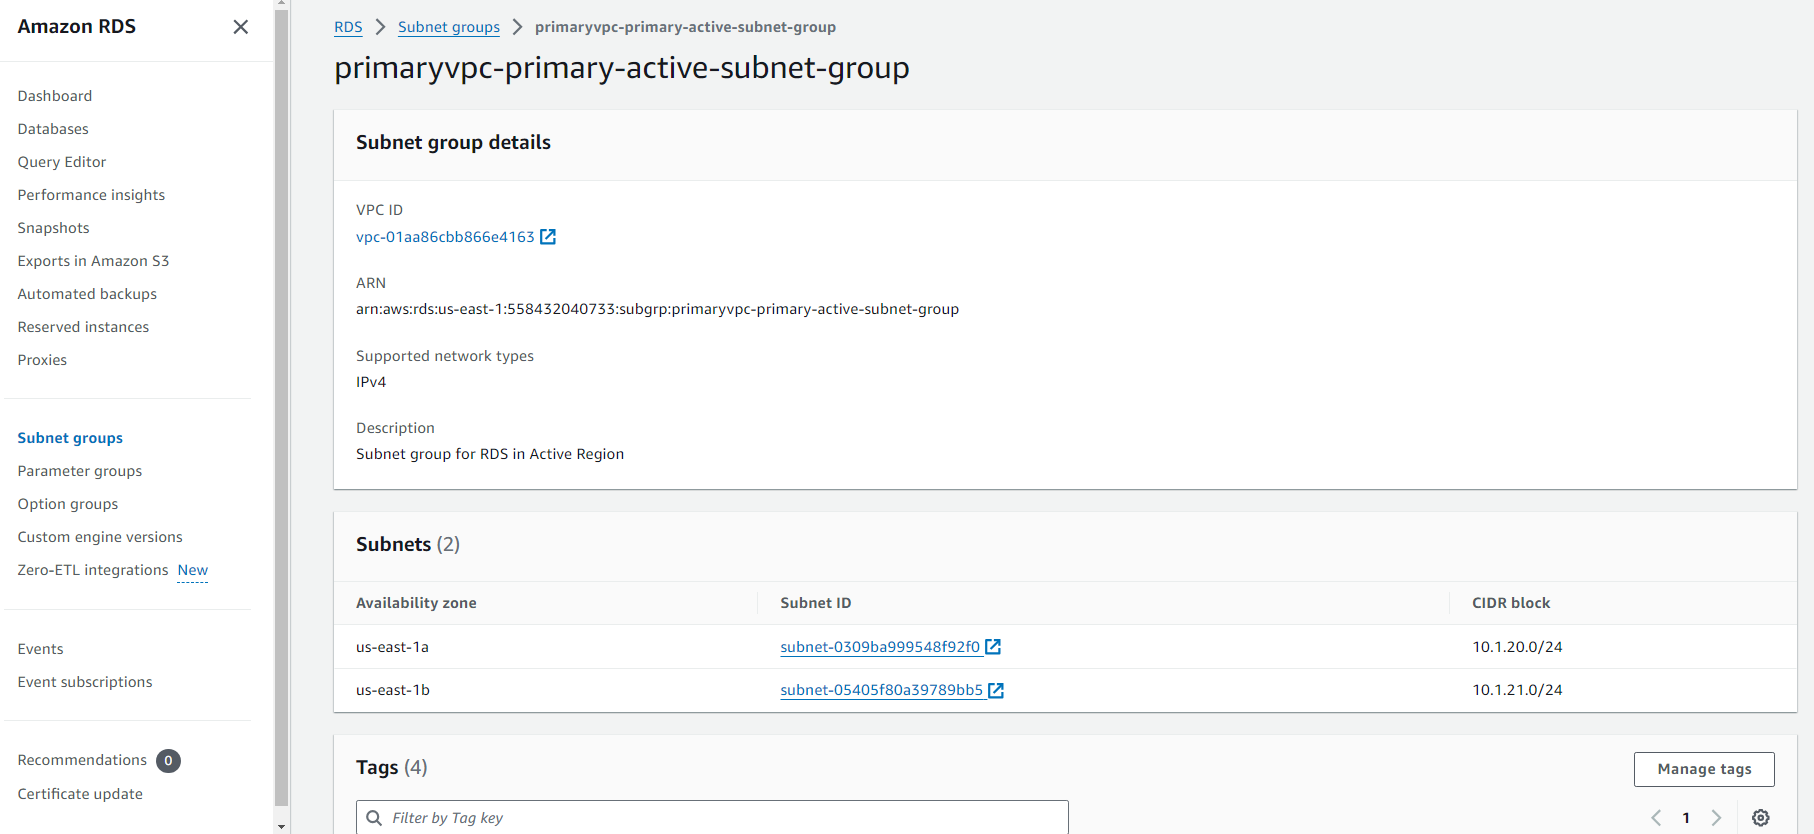 Amazon RDS
Dashboard
Databases
Query Editor
Performance insights
Snapshots
Exports in Amazon S3
Automated backups
Reserved instances
Proxies
Subnet groups
Parameter groups
Option groups
Custom engine versions
Zero-ETL integrations New
Events
Event subscriptions
Recommendations 0
Certificate update
RDS > Subnet groups > primaryvpc-primary-active-subnet-group
primaryvpc-primary-active-subnet-group
Subnet group details
VPC ID
vpc-01aa86cbb866e4163
ARN
arn:aws:rds:us-east-1:558432040733:subgrp:primaryvpc-primary-active-subnet-group
Supported network types
IPv4
Description
Subnet group for RDS in Active Region
Subnets (2)
Availability zone Subnet ID CIDR block
us-east-1a subnet-0309ba999548f92f0 10.1.20.0/24
us-east-1b subnet-05405f80a39789bb5 10.1.21.0/24
Tags (4)
Manage tags
Filter by Tag key
1